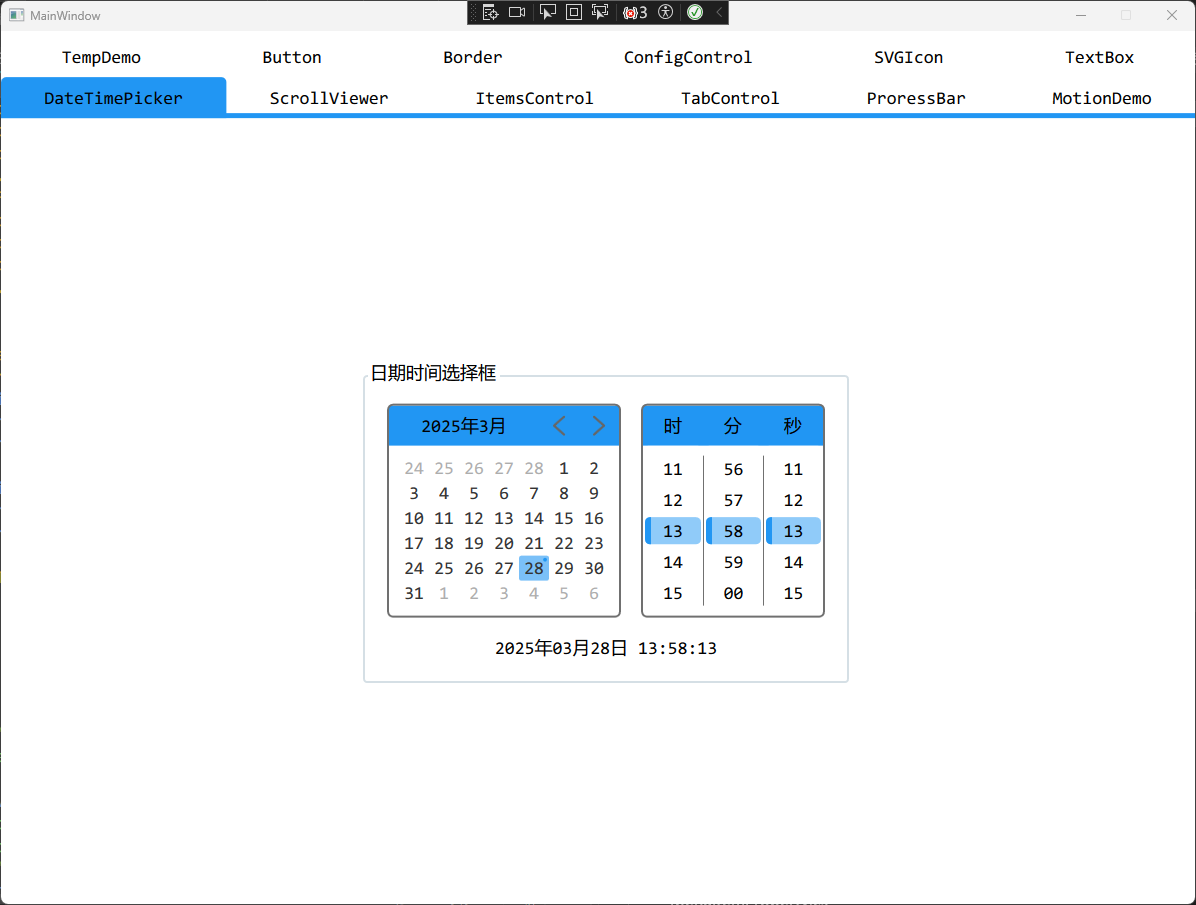 MainWindow
3
TempDemo Button Border ConfigControl SVGIcon TextBox
DateTimePicker ScrollViewer ItemsControl TabControl ProressBar MotionDemo
日期时间选择框
2025年3月
24 25 26 27 28 1 2
3 4 5 6 7 8 9
10 11 12 13 14 15 16
17 18 19 20 21 22 23
24 25 26 27 28 29 30
31 1 2 3 4 5 6
时 分 秒
11 56 11
12 57 12
13 58 13
14 59 14
15 00 15
2025年03月28日 13:58:13